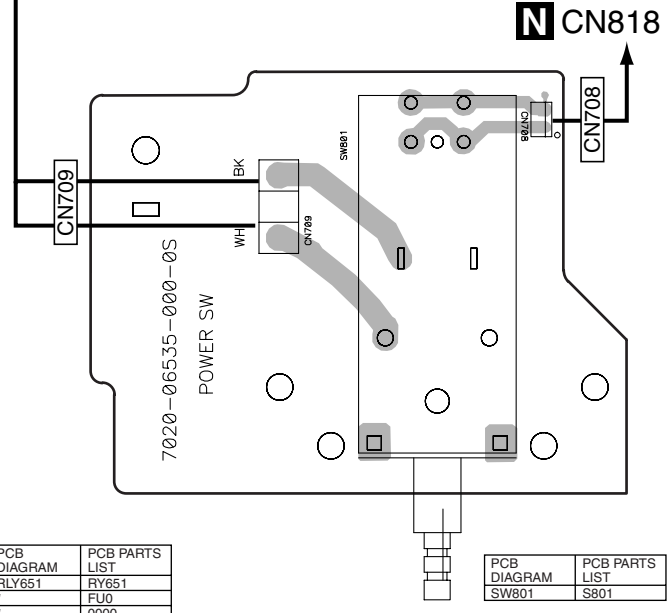 N CN818
CN708
CN708
SW801
BK
CN709
CN709
WH
7020-06535-000-0S
POWER SW
PCB DIAGRAM PCB PARTS LIST
RLY651 RY651
FU0
PCB DIAGRAM PCB PARTS LIST
SW801 S801